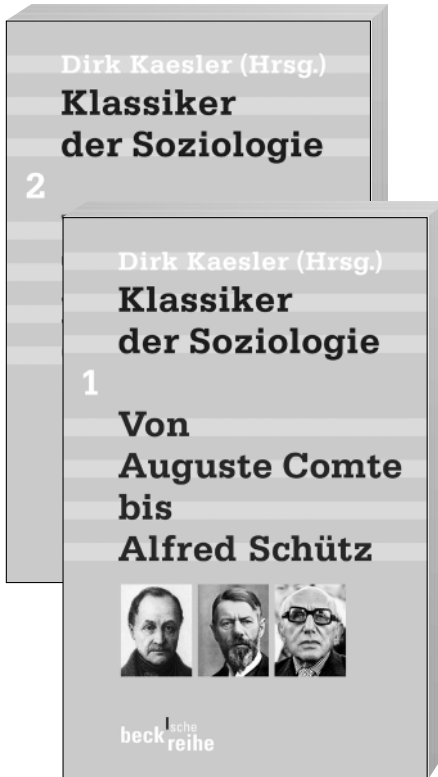 Dirk Kaesler (Hrsg.)
Klassiker
der Soziologie
2
Dirk Kaesler (Hrsg.)
Klassiker
der Soziologie
1
Von
Auguste Comte
bis
Alfred Schütz
beck'sche
reihe